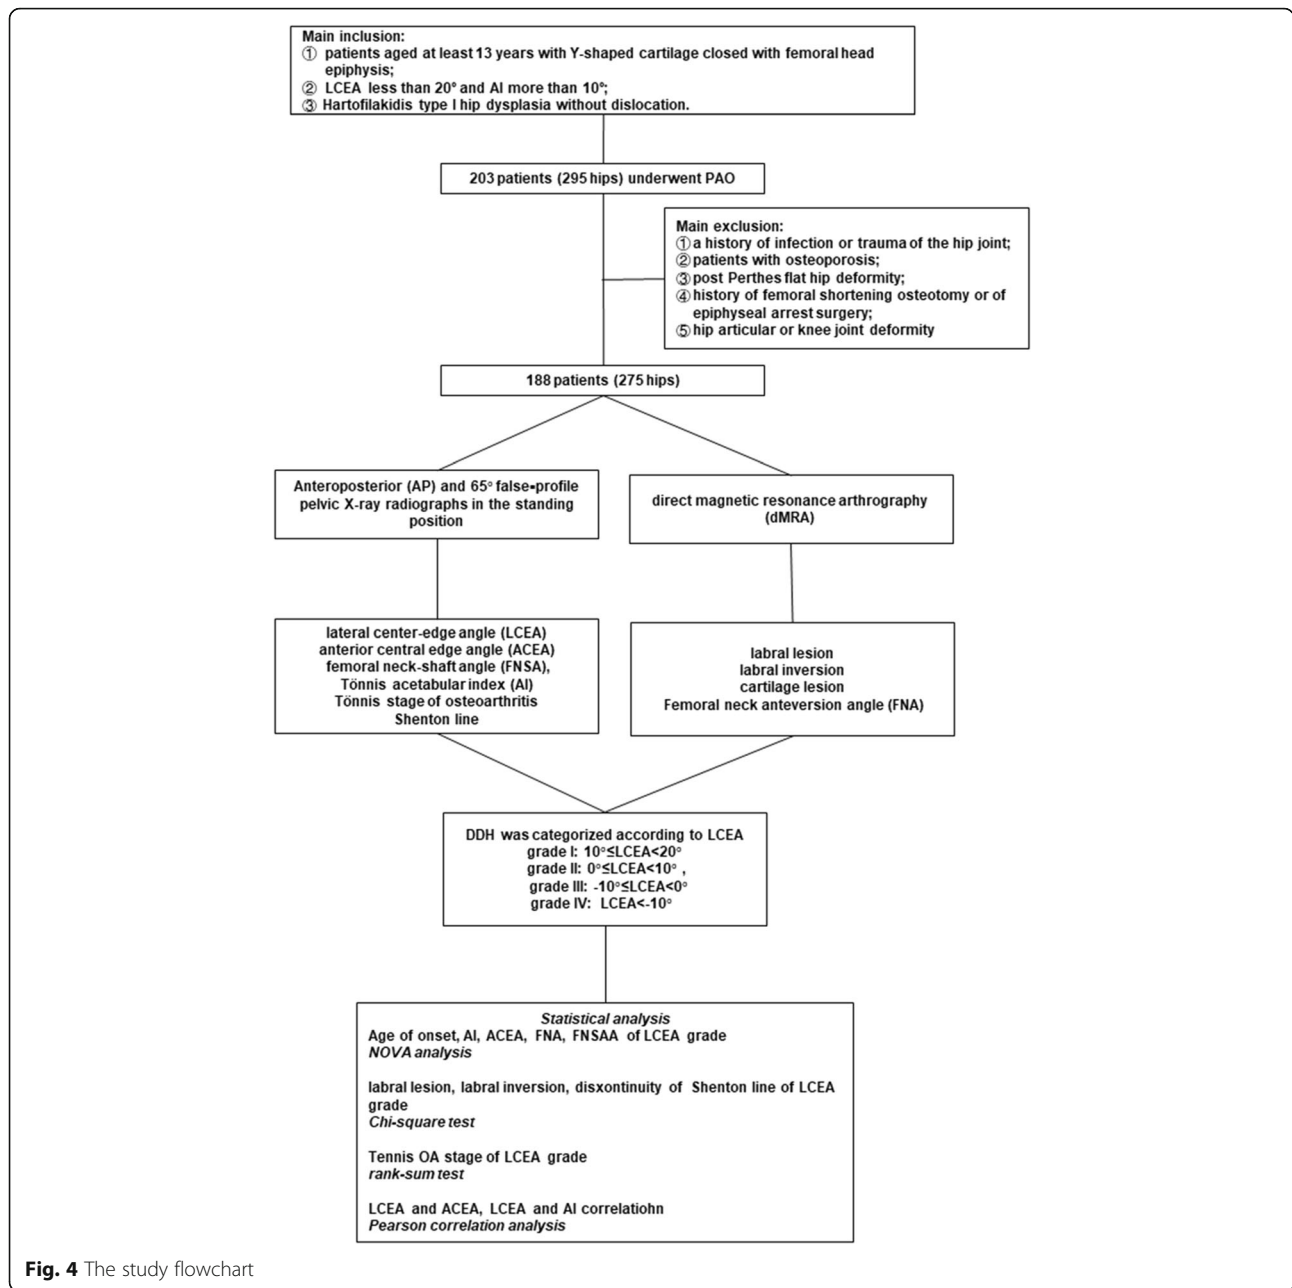 Main inclusion:
① patients aged at least 13 years with Y-shaped cartilage closed with femoral head
epiphysis;
② LCEA less than 20° and AI more than 10°;
③ Hartofilakidis type I hip dysplasia without dislocation.
203 patients (295 hips) underwent PAO
Main exclusion:
① a history of infection or trauma of the hip joint;
② patients with osteoporosis;
③ post Perthes flat hip deformity;
④ history of femoral shortening osteotomy or of
epiphyseal arrest surgery;
⑤ hip articular or knee joint deformity
188 patients (275 hips)
Anteroposterior (AP) and 65° false-profile
pelvic X-ray radiographs in the standing
position
direct magnetic resonance arthrography
(dMRA)
lateral center-edge angle (LCEA)
anterior central edge angle (ACEA)
femoral neck-shaft angle (FNSA),
Tönnis acetabular index (AI)
Tönnis stage of osteoarthritis
Shenton line
labral lesion
labral inversion
cartilage lesion
Femoral neck anteversion angle (FNA)
DDH was categorized according to LCEA
grade I: 10°≤LCEA<20°
grade II: 0°≤LCEA<10° ,
grade III: -10°≤LCEA<0°
grade IV: LCEA<-10°
Statistical analysis
Age of onset, AI, ACEA, FNA, FNSAA of LCEA grade
NOVA analysis
labral lesion, labral inversion, disxontinuity of Shenton line of LCEA
grade
Chi-square test
Tennis OA stage of LCEA grade
rank-sum test
LCEA and ACEA, LCEA and AI correlatiohn
Pearson correlation analysis
Fig. 4 The study flowchart